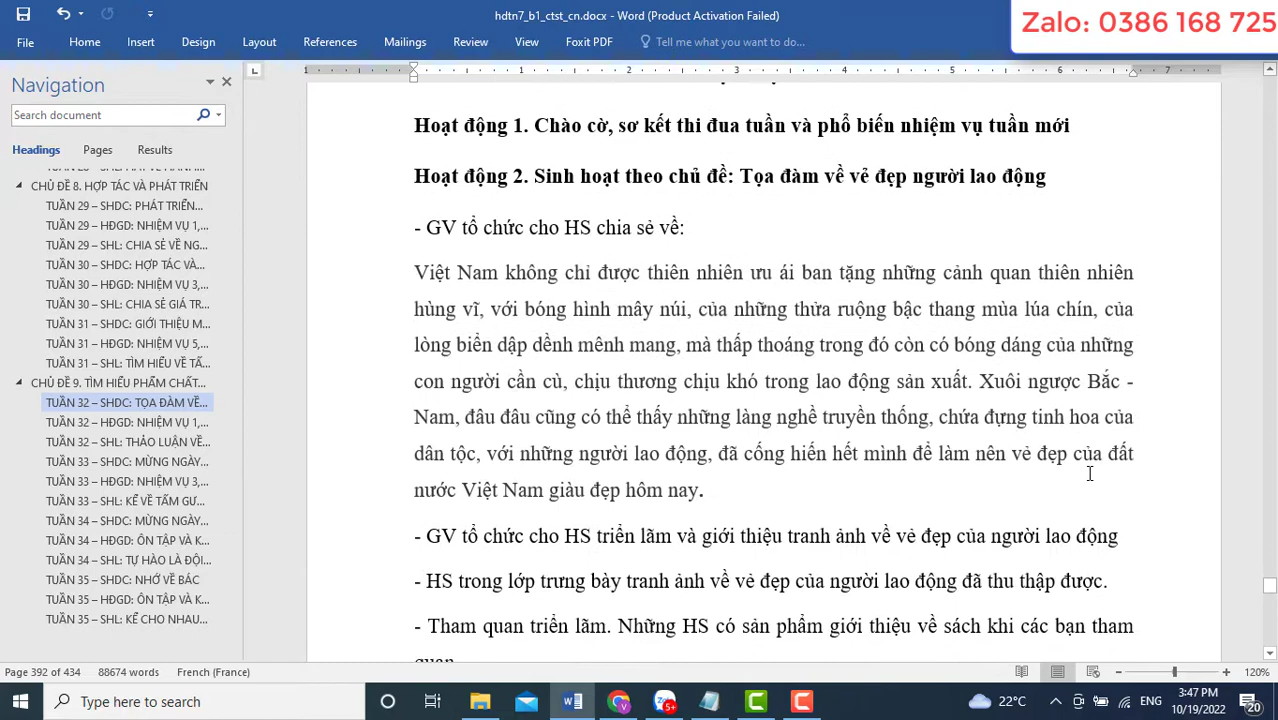 hdtn7_b1_ctst_cn.docx - Word (Product Activation Failed)
Zalo: 0386 168 725
File Home Insert Design Layout References Mailings Review View Foxit PDF Tell me what you want to do...
Navigation
Search document
Headings Pages Results
CHỦ ĐỀ 8. HỢP TÁC VÀ PHÁT TRIỂN
TUẦN 29 – SHDC: PHÁT TRIỂN...
TUẦN 29 – HĐGD: NHIỆM VỤ 1,...
TUẦN 29 – SHL: CHIA SẺ VỀ NG...
TUẦN 30 – SHDC: HỢP TÁC VÀ...
TUẦN 30 – HĐGD: NHIỆM VỤ 3,...
TUẦN 30 – SHL: CHIA SẺ GIÁ TR...
TUẦN 31 – SHDC: GIỚI THIỆU M...
TUẦN 31 – HĐGD: NHIỆM VỤ 5,...
TUẦN 31 – SHL: TÌM HIỂU VỀ TẤ...
CHỦ ĐỀ 9. TÌM HIỂU PHẨM CHẤT...
TUẦN 32 – SHDC: TỌA ĐÀM VỀ...
TUẦN 32 – HĐGD: NHIỆM VỤ 1,...
TUẦN 32 – SHL: THẢO LUẬN VỀ...
TUẦN 33 – SHDC: MỪNG NGÀY...
TUẦN 33 – HĐGD: NHIỆM VỤ 3,...
TUẦN 33 – SHL: KỂ VỀ TẤM GƯ...
TUẦN 34 – SHDC: MỪNG NGÀY...
TUẦN 34 – HĐGD: ÔN TẬP VÀ K...
TUẦN 34 – SHL: TỰ HÀO LÀ ĐỘI...
TUẦN 35 – SHDC: NHỚ VỀ BÁC
TUẦN 35 – HĐGD: ÔN TẬP VÀ K...
TUẦN 35 – SHL: KỂ CHO NHAU...
1 1 2 3 4 5 6 7
Hoạt động 1. Chào cờ, sơ kết thi đua tuần và phổ biến nhiệm vụ tuần mới
Hoạt động 2. Sinh hoạt theo chủ đề: Tọa đàm về vẻ đẹp người lao động
- GV tổ chức cho HS chia sẻ về:
Việt Nam không chỉ được thiên nhiên ưu ái ban tặng những cảnh quan thiên nhiên
hùng vĩ, với bóng hình mây núi, của những thửa ruộng bậc thang mùa lúa chín, của
lòng biển dập dềnh mênh mang, mà thấp thoáng trong đó còn có bóng dáng của những
con người cần cù, chịu thương chịu khó trong lao động sản xuất. Xuôi ngược Bắc -
Nam, đâu đâu cũng có thể thấy những làng nghề truyền thống, chứa đựng tinh hoa của
dân tộc, với những người lao động, đã cống hiến hết mình để làm nên vẻ đẹp của đất
nước Việt Nam giàu đẹp hôm nay.
- GV tổ chức cho HS triển lãm và giới thiệu tranh ảnh về vẻ đẹp của người lao động
- HS trong lớp trưng bày tranh ảnh về vẻ đẹp của người lao động đã thu thập được.
- Tham quan triển lãm. Những HS có sản phẩm giới thiệu về sách khi các bạn tham
quan.
Page 392 of 434 88674 words French (France) 120%
Type here to search 5+ 22°C ENG 3:47 PM
10/19/2022 20